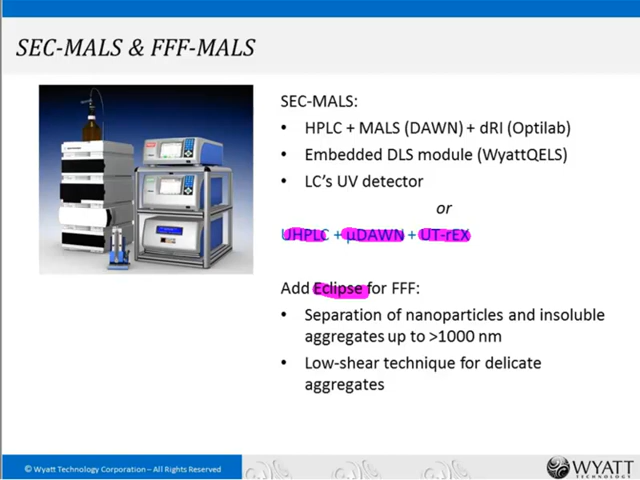 SEC-MALS & FFF-MALS
SEC-MALS:
• HPLC + MALS (DAWN) + dRI (Optilab)
• Embedded DLS module (WyattQELS)
• LC's UV detector
or
UHPLC + µDAWN + UT-rEX
Add Eclipse for FFF:
• Separation of nanoparticles and insoluble
aggregates up to >1000 nm
• Low-shear technique for delicate
aggregates
© Wyatt Technology Corporation – All Rights Reserved
WYATT
TECHNOLOGY